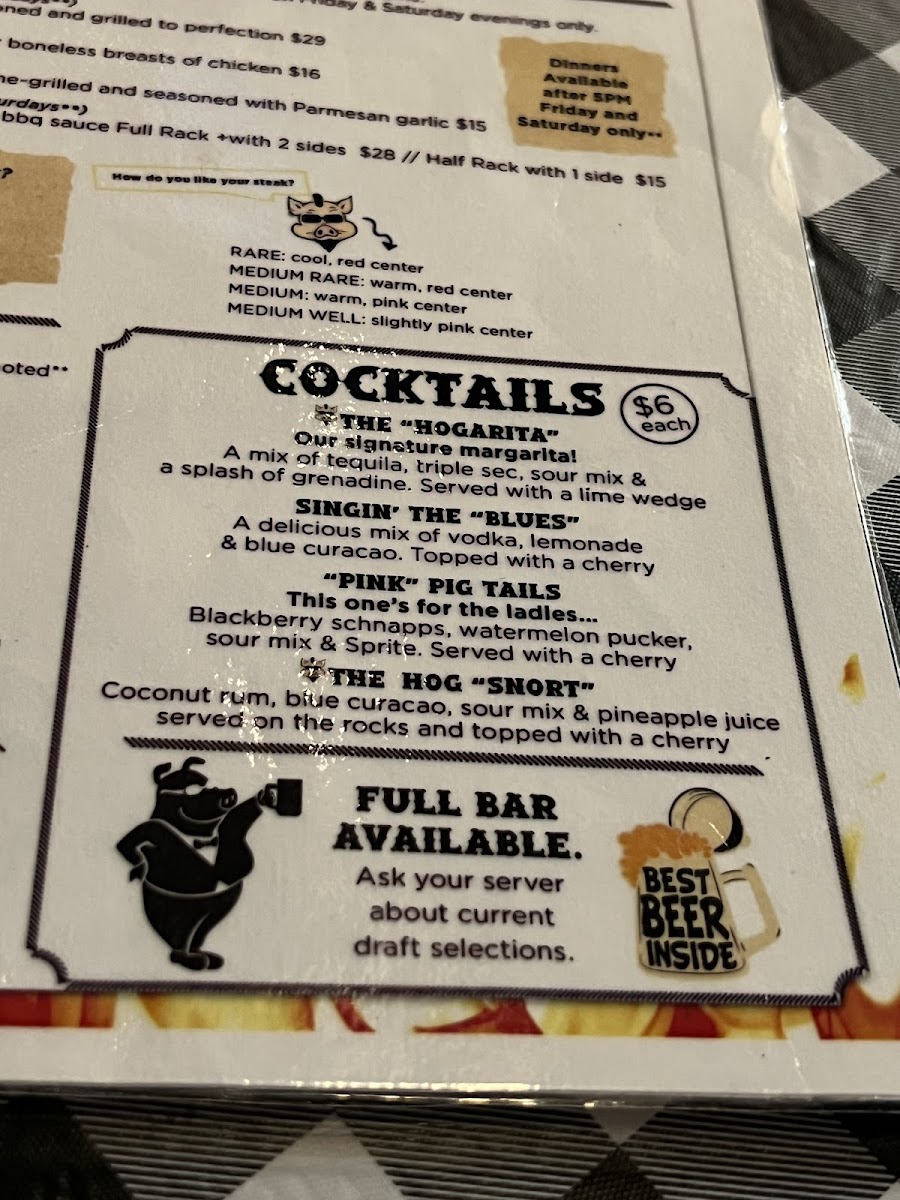 Friday & Saturday evenings only.
and grilled to perfection $29
boneless breasts of chicken $16
and seasoned with Parmesan garlic $15
bbq sauce Full Rack +with 2 sides $28 // Half Rack with 1 side $15
Dinners
Available
after 5PM
Friday and
Saturday only**
?
How do you like your steak?
RARE: cool, red center
MEDIUM RARE: warm, red center
MEDIUM: warm, pink center
MEDIUM WELL: slightly pink center
COCKTAILS
$6
each
THE "HOGARITA"
Our signature margarita!
A mix of tequila, triple sec, sour mix &
a splash of grenadine. Served with a lime wedge
SINGIN' THE "BLUES"
A delicious mix of vodka, lemonade
& blue curacao. Topped with a cherry
"PINK" PIG TAILS
This one's for the ladies...
Blackberry schnapps, watermelon pucker,
sour mix & Sprite. Served with a cherry
THE HOG "SNORT"
Coconut rum, blue curacao, sour mix & pineapple juice
served on the rocks and topped with a cherry
FULL BAR
AVAILABLE.
Ask your server
about current
draft selections.
BEST
BEER
INSIDE